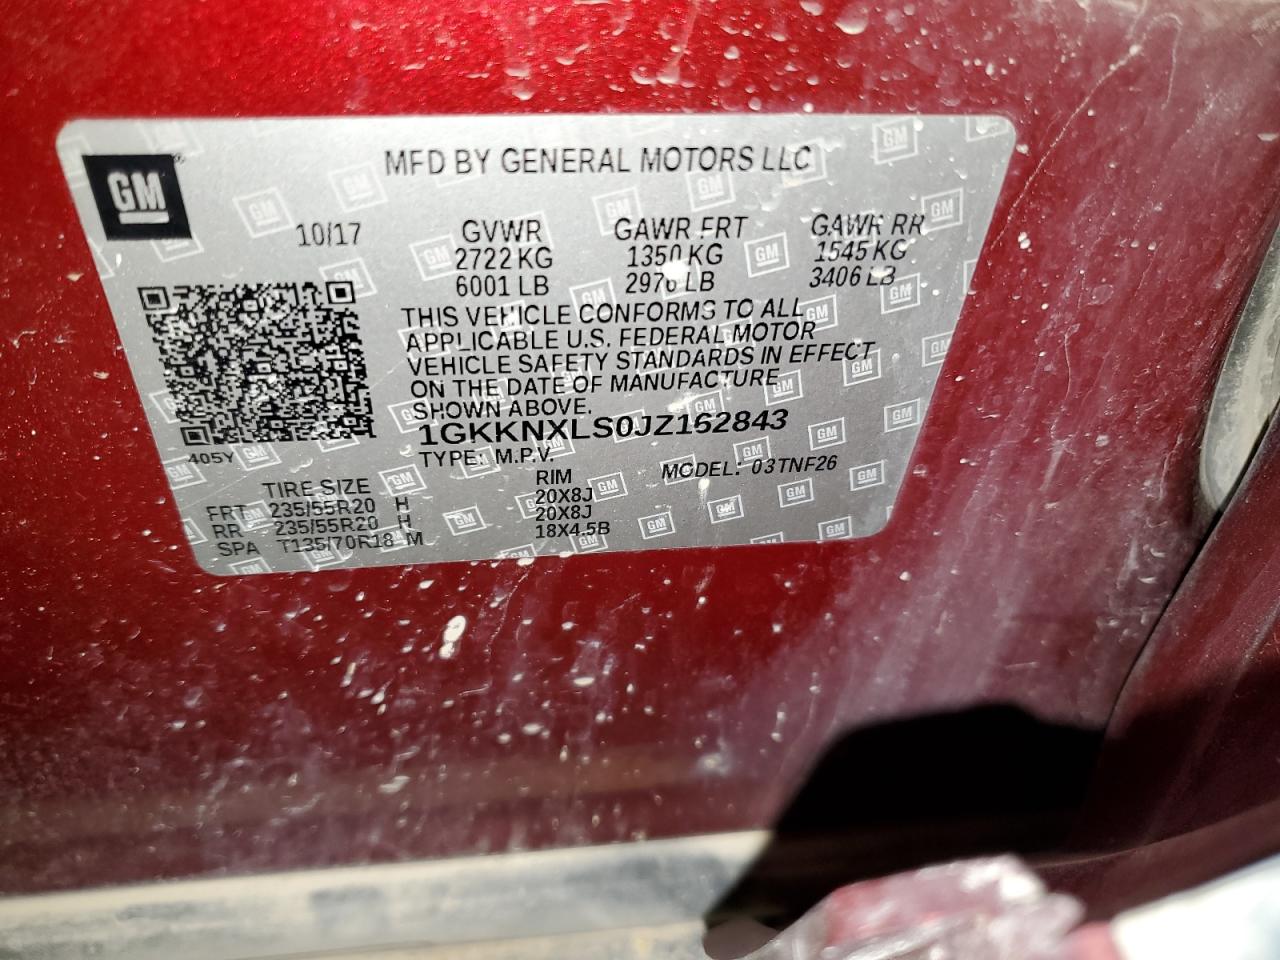 GM
MFD BY GENERAL MOTORS LLC
10/17
GVWR GAWR FRT GAWR RR
2722 KG 1350 KG 1545 KG
6001 LB 2976 LB 3406 LB
THIS VEHICLE CONFORMS TO ALL
APPLICABLE U.S. FEDERAL MOTOR
VEHICLE SAFETY STANDARDS IN EFFECT
ON THE DATE OF MANUFACTURE
SHOWN ABOVE.
1GKKNXLS0JZ162843
405Y
TYPE: M.P.V. MODEL: 03TNF26
TIRE SIZE RIM
FRT 235/55R20 H 20X8J
RR 235/55R20 H 20X8J
SPA T135/70R18 M 18X4.5B